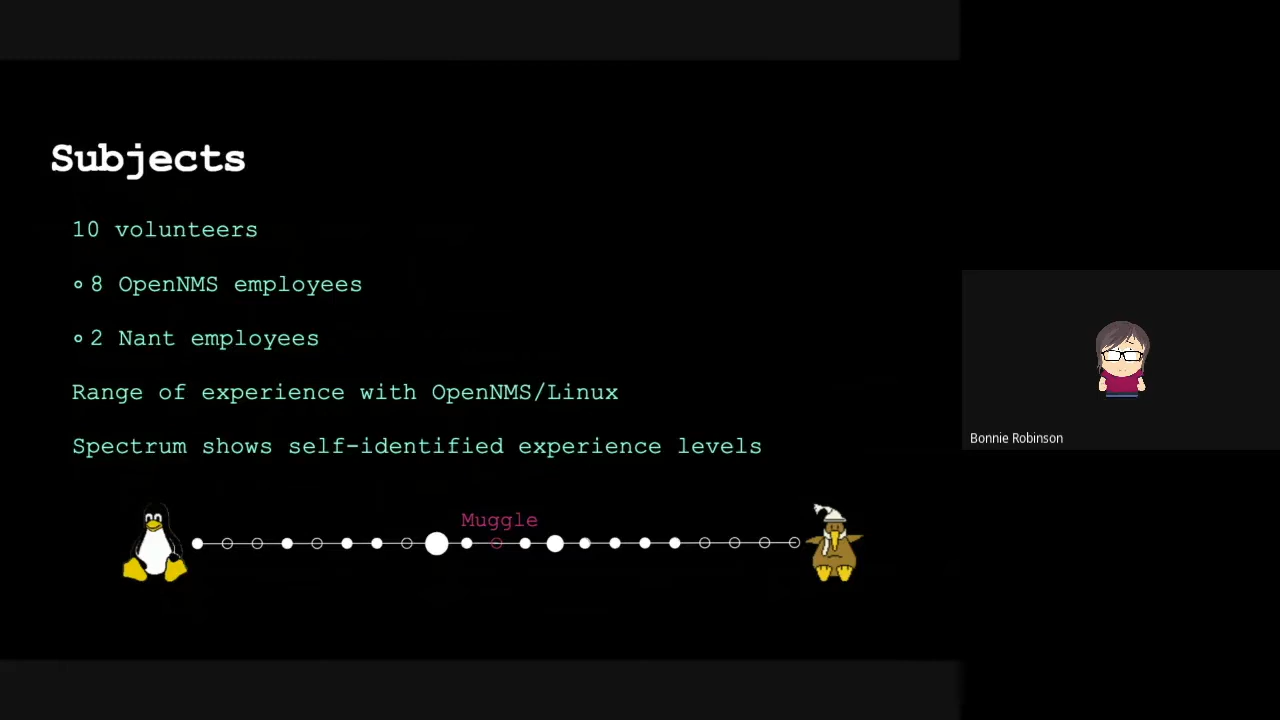 Subjects
10 volunteers
∘ 8 OpenNMS employees
∘ 2 Nant employees
Range of experience with OpenNMS/Linux
Spectrum shows self-identified experience levels
Muggle
Bonnie Robinson